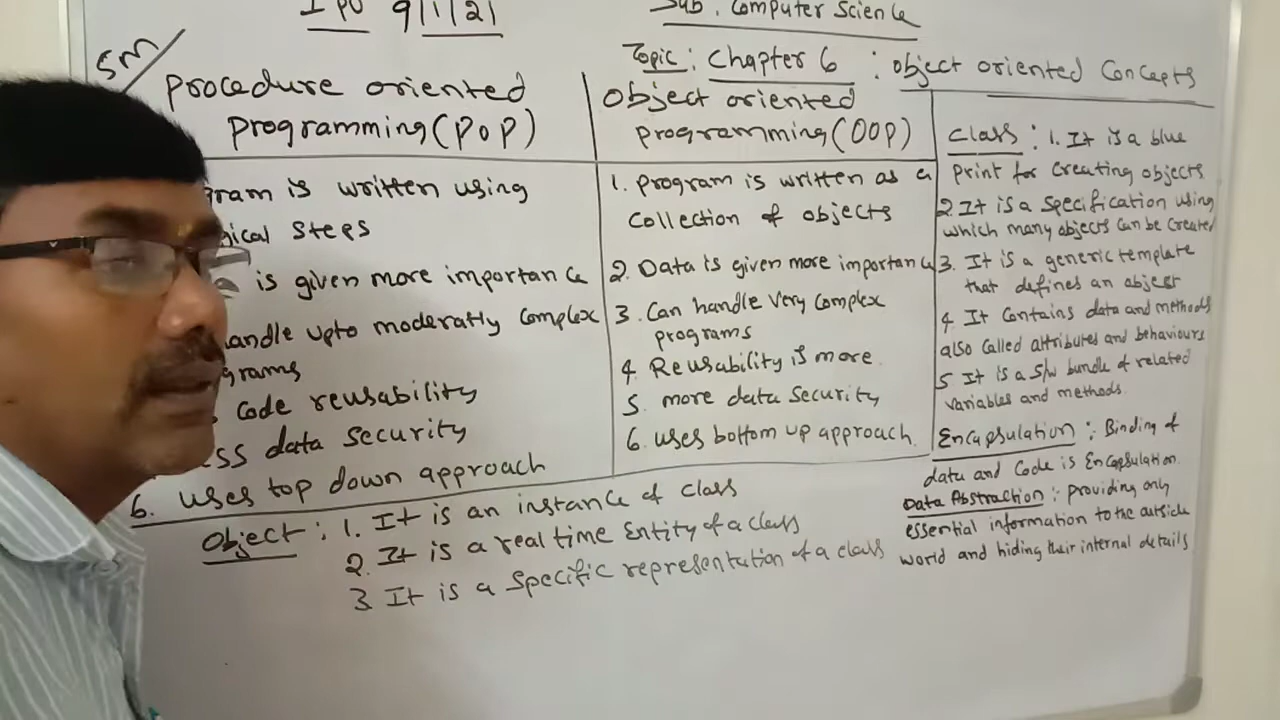 I PU 9/1/21
Sub : Computer Science
5m
Topic : Chapter 6 : object oriented Concepts
procedure oriented
programming(POP)
is written using
steps
is given more importance
upto moderatly complex
Code reusability
data security
6. uses top down approach
object oriented
programming(OOP)
1. program is written as a
collection of objects
2. Data is given more importance
3. Can handle very complex
programs
4. Reusability is more
5. more data security
6. uses bottom up approach.
Class : 1. It is a blue
print for creating objects
2. It is a specification using
which many objects can be created
3. It is a generic template
that defines an object
4. It contains data and methods
also called attributes and behaviours
5. It is a S/w bundle of related
variables and methods.
Encapsulation : Binding of
data and code is Encapsulation.
Data Abstraction : providing only
essential information to the outside
world and hiding their internal details
Object : 1. It is an instance of class
2. It is a real time Entity of a class
3. It is a specific representation of a class